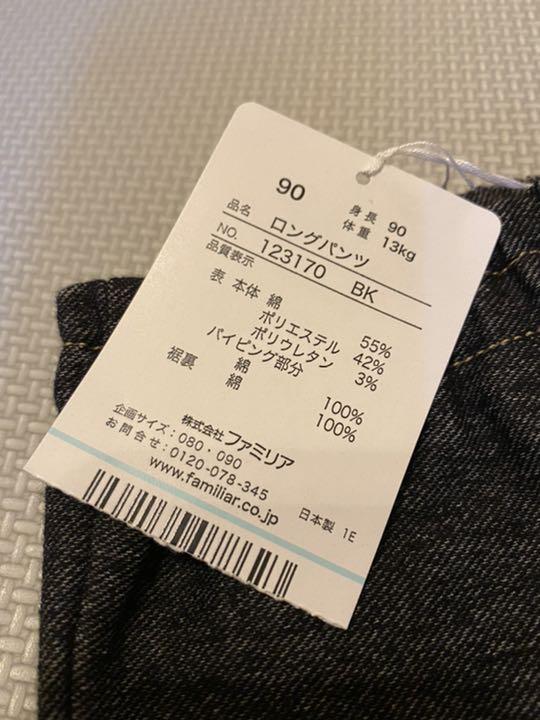 90
身長 90
体重 13kg
品名 ロングパンツ
NO. 123170 BK
品質表示
表 本体 綿 55%
ポリエステル 42%
ポリウレタン 3%
パイピング部分
綿 100%
裾裏 綿 100%
株式会社ファミリア
企画サイズ:080・090
お問合せ:0120-078-345
www.familiar.co.jp
日本製 1E